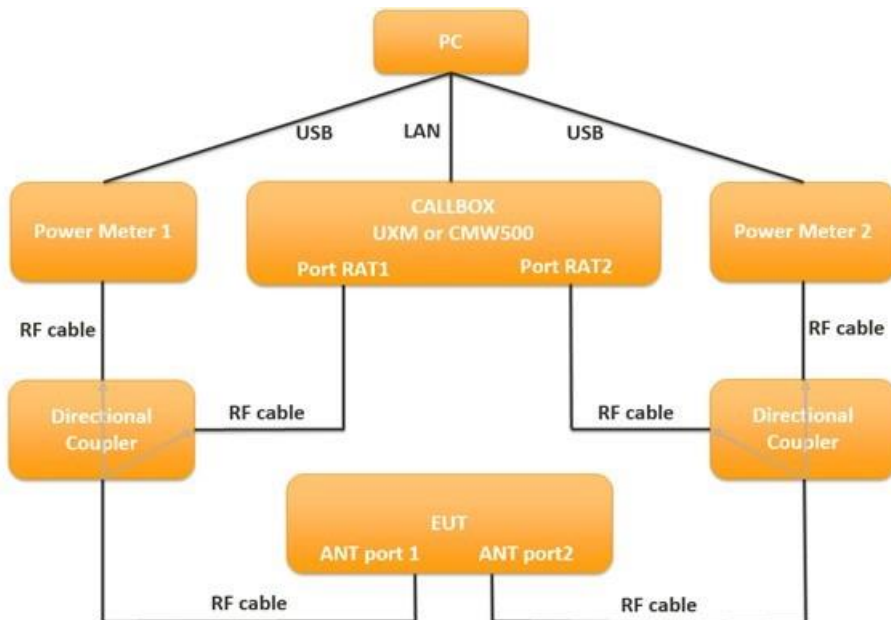 PC
USB
LAN
USB
Power Meter 1
CALLBOX
UXM or CMW500
Port RAT1
Port RAT2
Power Meter 2
RF cable
RF cable
Directional
Coupler
RF cable
RF cable
Directional
Coupler
EUT
ANT port 1
ANT port2
RF cable
RF cable